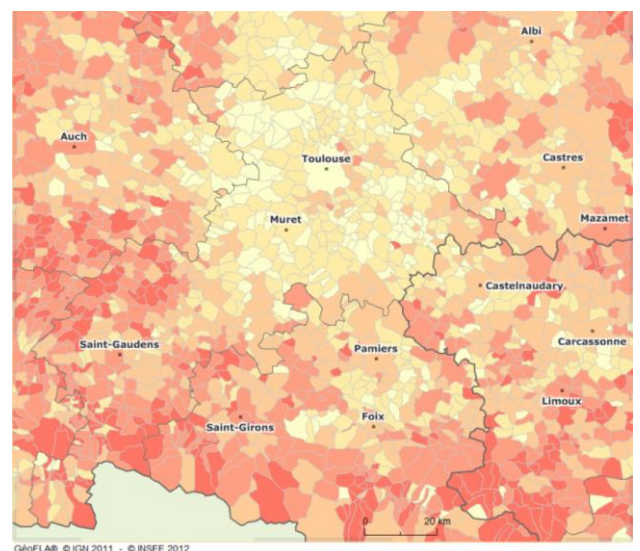 Albi
Auch
Toulouse
Castres
Muret
Mazamet
Castelnaudary
Saint-Gaudens
Pamiers
Carcassonne
Limoux
Saint-Girons
Foix
0 20 km
GéoFLA® © IGN 2011 - © INSEE 2012